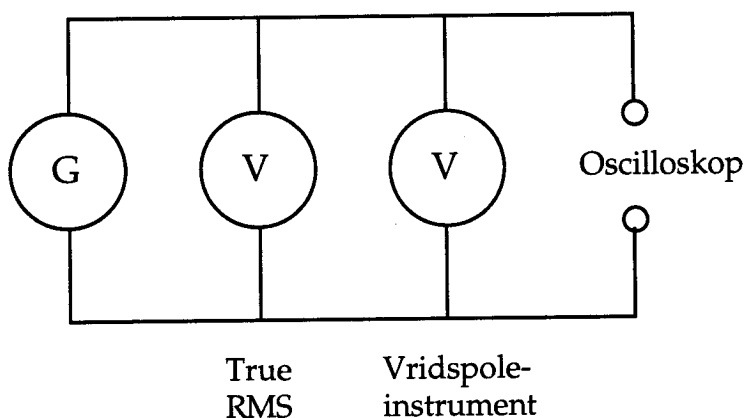 G
V
V
Oscilloskop
True
RMS
Vridspole-
instrument